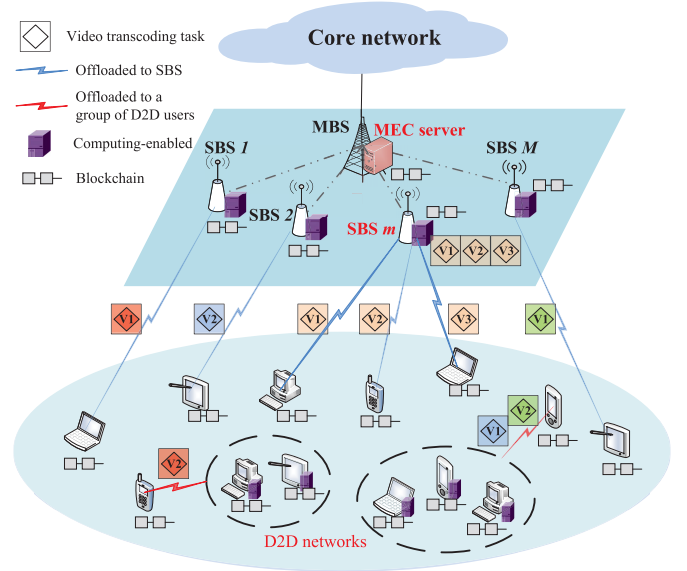 Core network
Video transcoding task
Offloaded to SBS
Offloaded to a
group of D2D users
Computing-enabled
Blockchain
MBS
MEC server
SBS 1
SBS M
SBS 2
SBS m
V1
V2
V3
V1
V2
V1
V2
V3
V1
V2
V1
V2
D2D networks